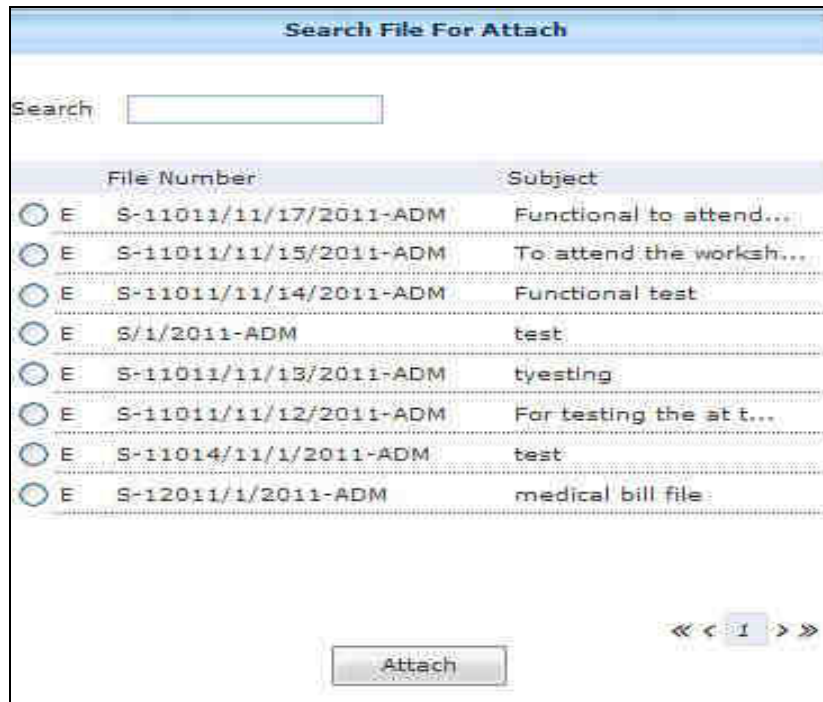 Search File For Attach
Search
File Number Subject
E S-11011/11/17/2011-ADM Functional to attend...
E S-11011/11/15/2011-ADM To attend the worksh...
E S-11011/11/14/2011-ADM Functional test
E S/1/2011-ADM test
E S-11011/11/13/2011-ADM tyesting
E S-11011/11/12/2011-ADM For testing the at t...
E S-11014/11/1/2011-ADM test
E S-12011/1/2011-ADM medical bill file
« < 1 > »
Attach